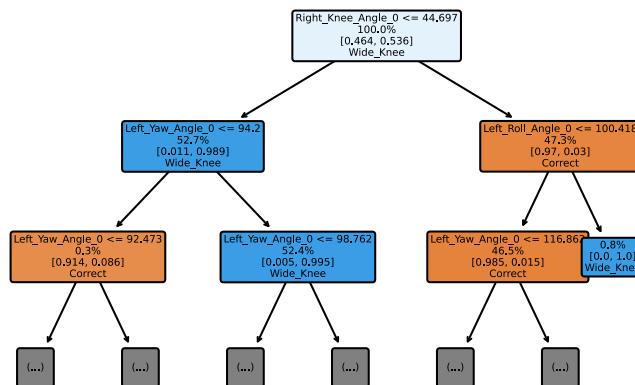 Right_Knee_Angle_0 <= 44.697
100.0%
[0.464, 0.536]
Wide_Knee
Left_Yaw_Angle_0 <= 94.2
52.7%
[0.011, 0.989]
Wide_Knee
Left_Roll_Angle_0 <= 100.418
47.3%
[0.97, 0.03]
Correct
Left_Yaw_Angle_0 <= 92.473
0.3%
[0.914, 0.086]
Correct
Left_Yaw_Angle_0 <= 98.762
52.4%
[0.005, 0.995]
Wide_Knee
Left_Yaw_Angle_0 <= 116.862
46.5%
[0.985, 0.015]
Correct
0.8%
[0.0, 1.0]
Wide_Knee
(...)
(...)
(...)
(...)
(...)
(...)